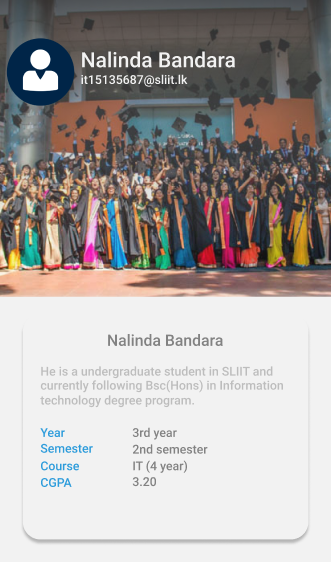 Nalinda Bandara
it15135687@sliit.lk
Nalinda Bandara
He is a undergraduate student in SLIIT and
currently following Bsc(Hons) in Information
technology degree program.
Year 3rd year
Semester 2nd semester
Course IT (4 year)
CGPA 3.20